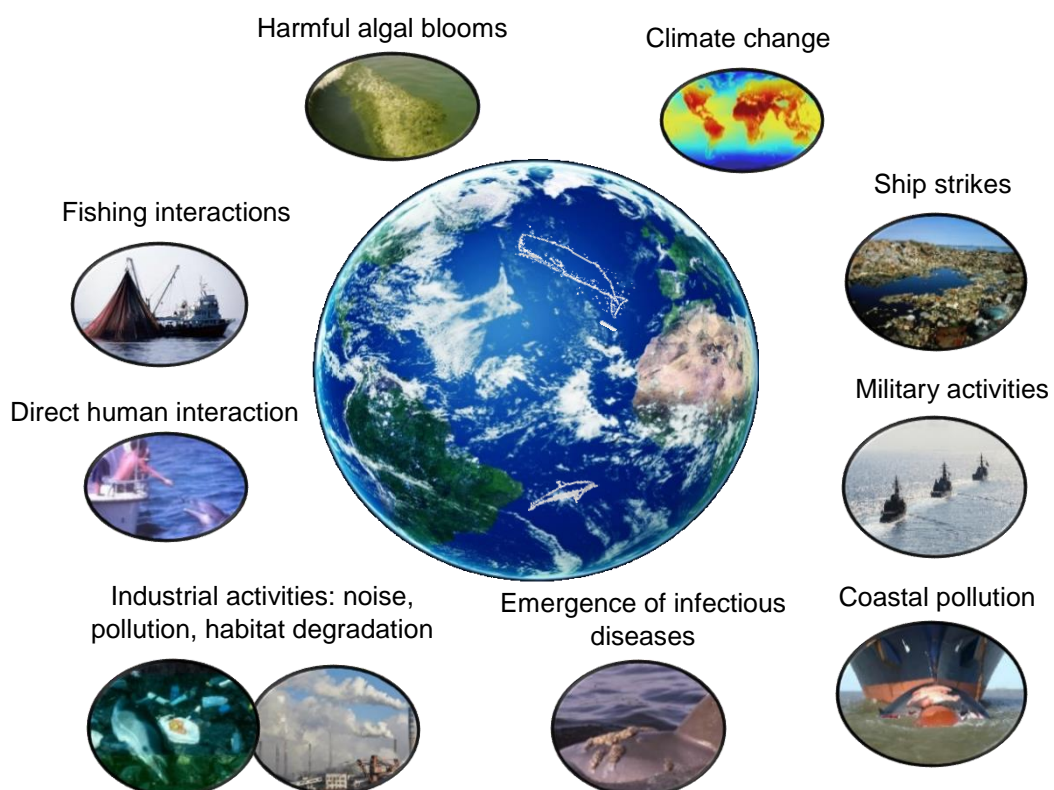 Harmful algal blooms
Climate change
Ship strikes
Fishing interactions
Military activities
Direct human interaction
Industrial activities: noise,
pollution, habitat degradation
Emergence of infectious
diseases
Coastal pollution